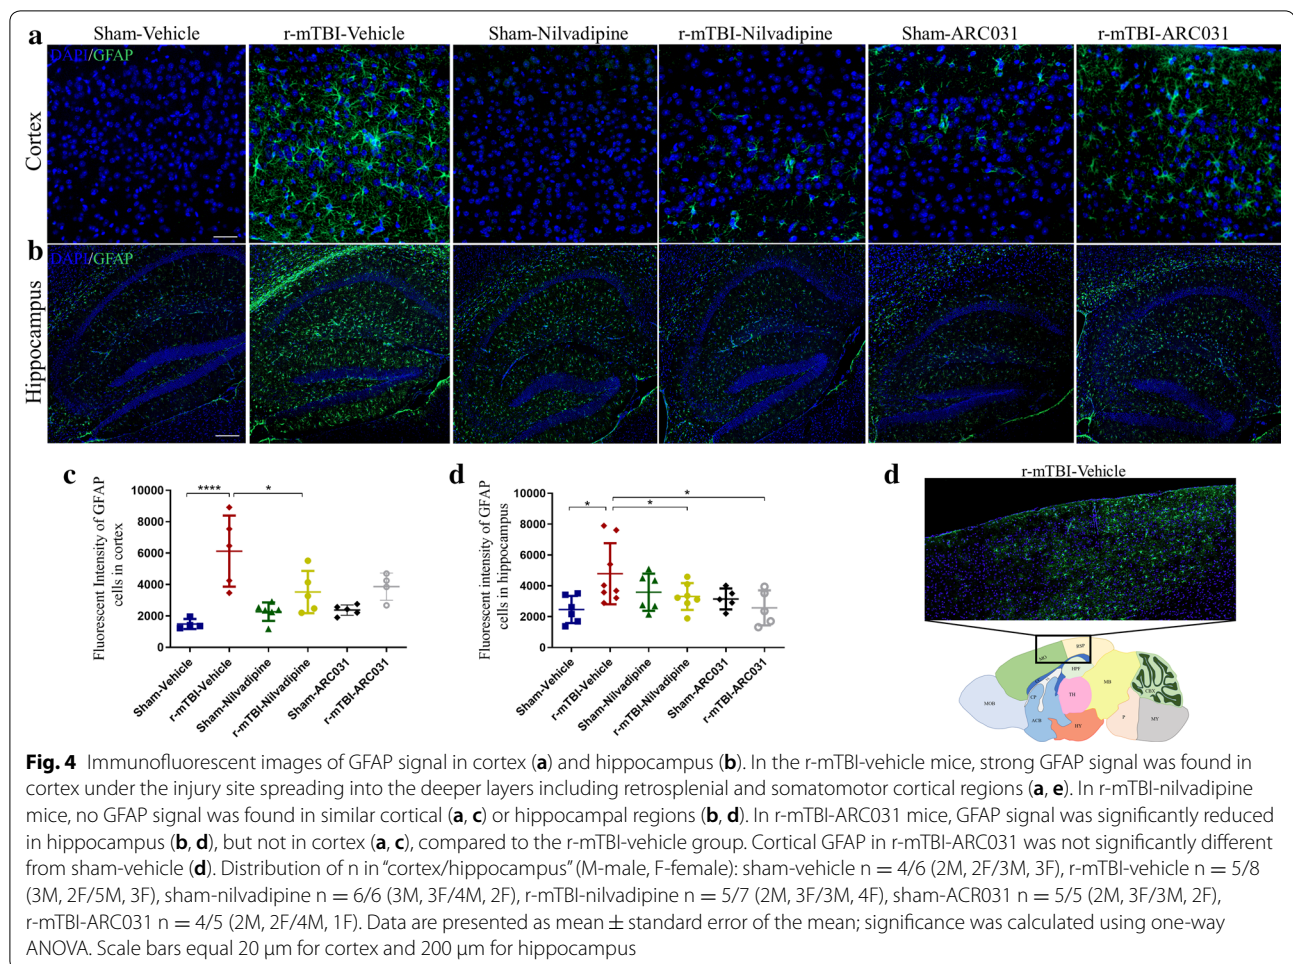 a
Sham-Vehicle
r-mTBI-Vehicle
Sham-Nilvadipine
r-mTBI-Nilvadipine
Sham-ARC031
r-mTBI-ARC031
DAPI/GFAP
Cortex
b
DAPI/GFAP
Hippocampus
c
Fluorescent Intensity of GFAP
cells in cortex
10000
8000
6000
4000
2000
0
****
*
Sham-Vehicle
r-mTBI-Vehicle
Sham-Nilvadipine
r-mTBI-Nilvadipine
Sham-ARC031
r-mTBI-ARC031
d
Fluorescent intensity of GFAP
cells in hippocampus
10000
8000
6000
4000
2000
0
*
*
*
Sham-Vehicle
r-mTBI-Vehicle
Sham-Nilvadipine
r-mTBI-Nilvadipine
Sham-ARC031
r-mTBI-ARC031
d
r-mTBI-Vehicle
RSP
HPF
MOB
CP
ACB
TH
HY
MB
CBX
P
MY
Fig. 4 Immunofluorescent images of GFAP signal in cortex (a) and hippocampus (b). In the r-mTBI-vehicle mice, strong GFAP signal was found in
cortex under the injury site spreading into the deeper layers including retrosplenial and somatomotor cortical regions (a, e). In r-mTBI-nilvadipine
mice, no GFAP signal was found in similar cortical (a, c) or hippocampal regions (b, d). In r-mTBI-ARC031 mice, GFAP signal was significantly reduced
in hippocampus (b, d), but not in cortex (a, c), compared to the r-mTBI-vehicle group. Cortical GFAP in r-mTBI-ARC031 was not significantly different
from sham-vehicle (d). Distribution of n in “cortex/hippocampus” (M-male, F-female): sham-vehicle n = 4/6 (2M, 2F/3M, 3F), r-mTBI-vehicle n = 5/8
(3M, 2F/5M, 3F), sham-nilvadipine n = 6/6 (3M, 3F/4M, 2F), r-mTBI-nilvadipine n = 5/7 (2M, 3F/3M, 4F), sham-ACR031 n = 5/5 (2M, 3F/3M, 2F),
r-mTBI-ARC031 n = 4/5 (2M, 2F/4M, 1F). Data are presented as mean ± standard error of the mean; significance was calculated using one-way
ANOVA. Scale bars equal 20 μm for cortex and 200 μm for hippocampus